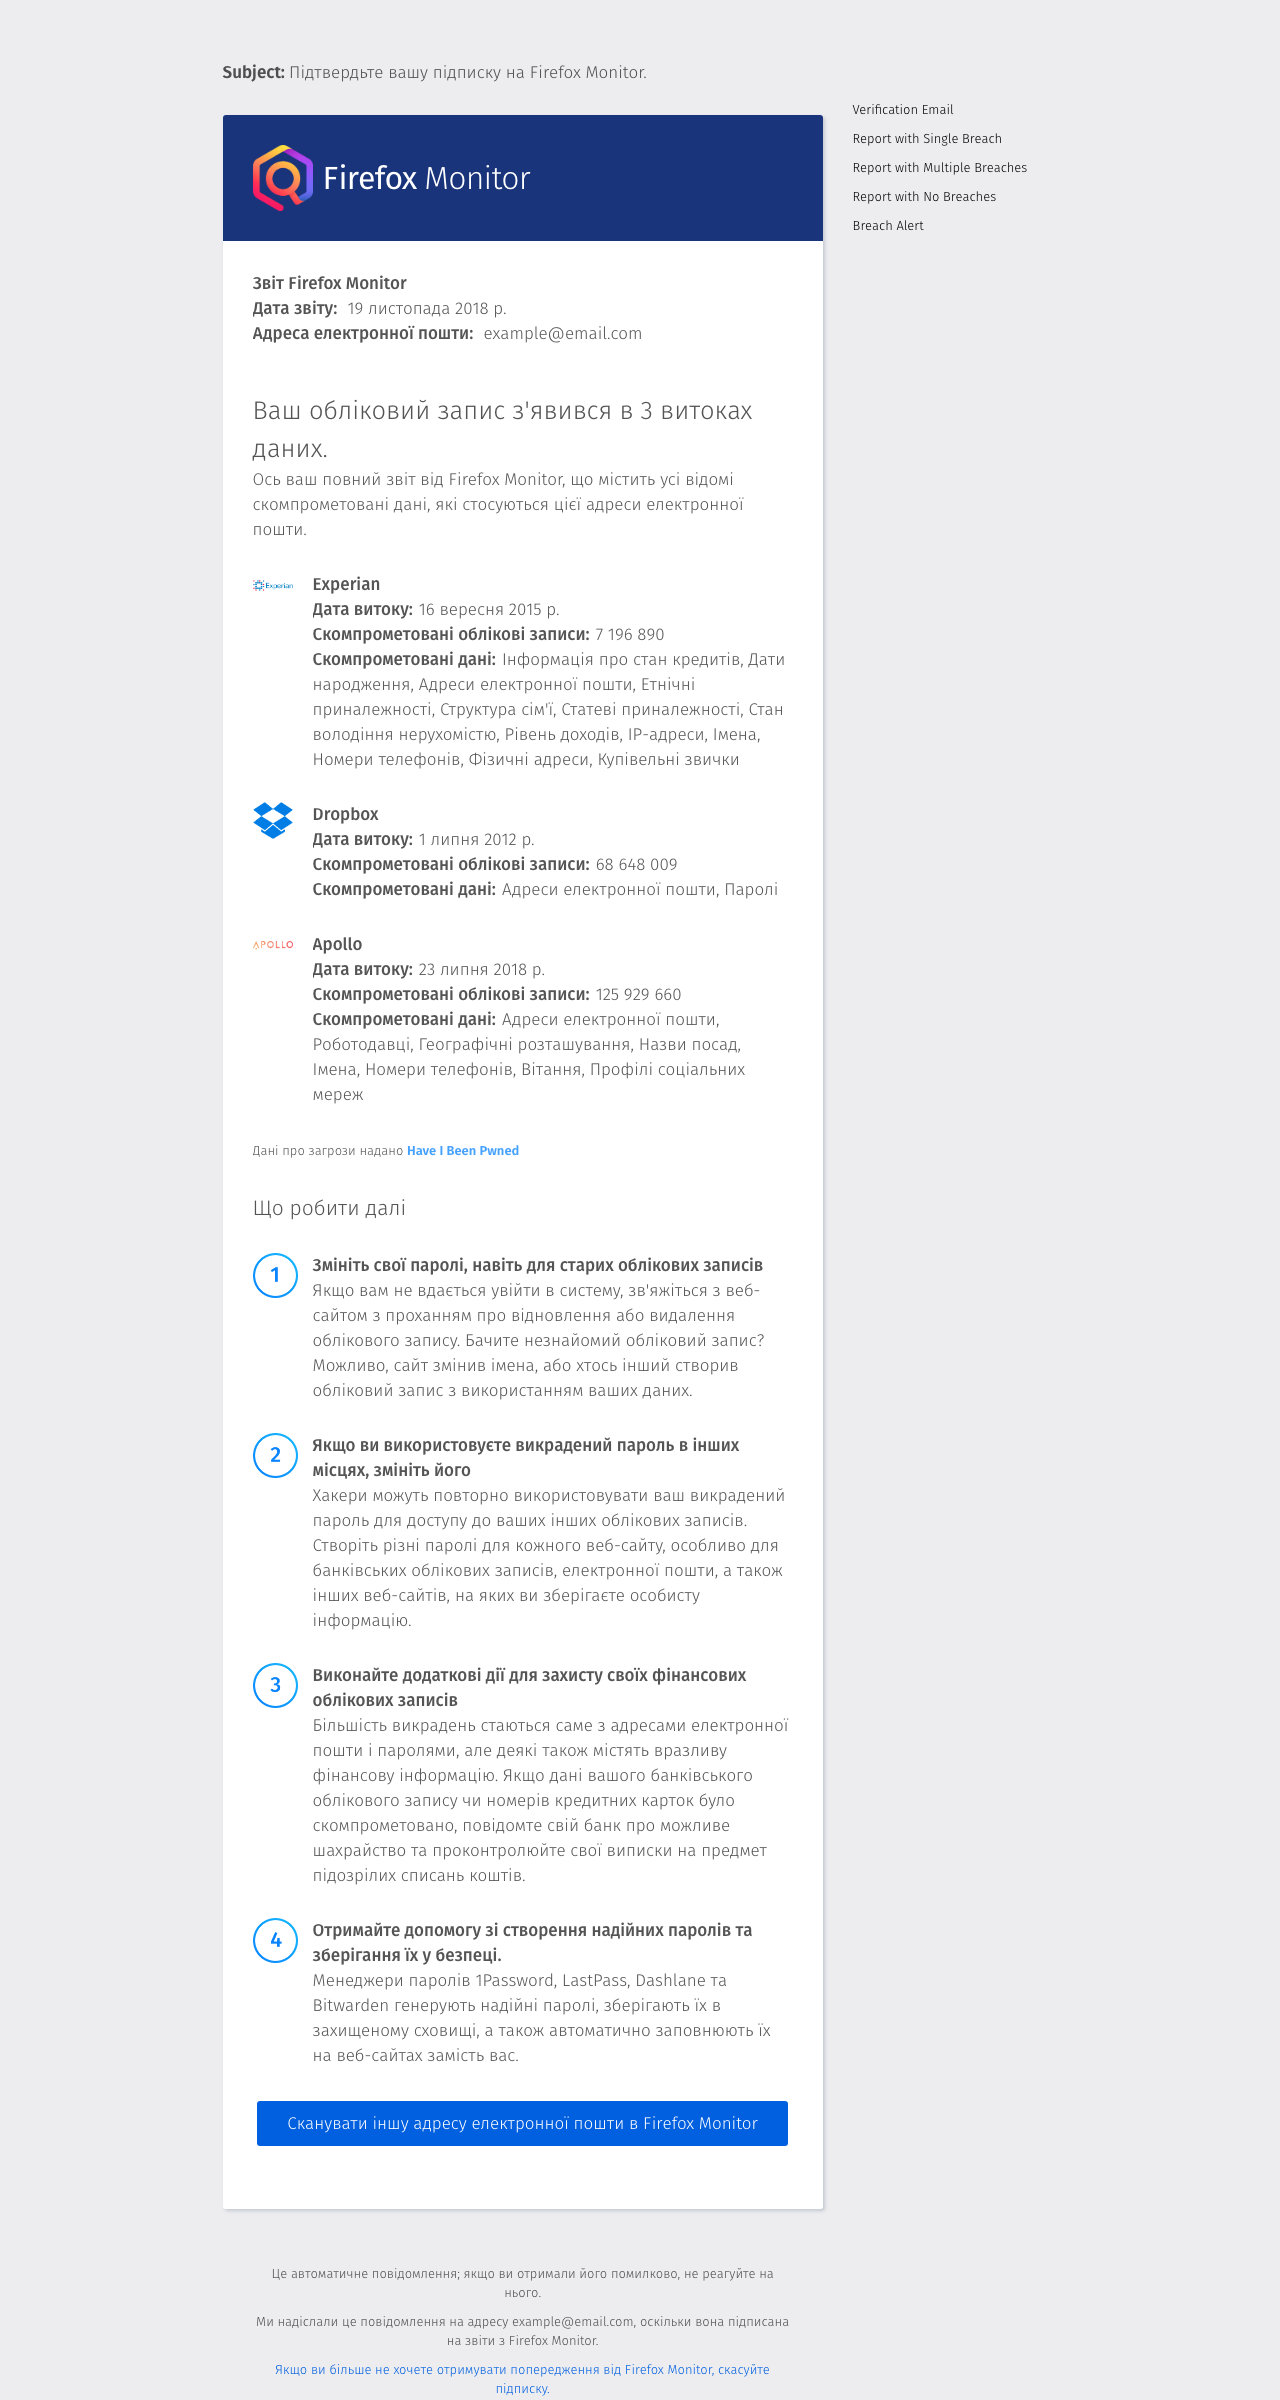 Subject: Підтвердьте вашу підписку на Firefox Monitor.
Verification Email
Report with Single Breach
Report with Multiple Breaches
Report with No Breaches
Breach Alert
Firefox Monitor
Звіт Firefox Monitor
Дата звіту: 19 листопада 2018 р.
Адреса електронної пошти: example@email.com
Ваш обліковий запис з'явився в 3 витоках
даних.
Ось ваш повний звіт від Firefox Monitor, що містить усі відомі
скомпрометовані дані, які стосуються цієї адреси електронної
пошти.
Experian
Experian
Дата витоку: 16 вересня 2015 р.
Скомпрометовані облікові записи: 7 196 890
Скомпрометовані дані: Інформація про стан кредитів, Дати
народження, Адреси електронної пошти, Етнічні
приналежності, Структура сім'ї, Статеві приналежності, Стан
володіння нерухомістю, Рівень доходів, IP-адреси, Імена,
Номери телефонів, Фізичні адреси, Купівельні звички
Dropbox
Дата витоку: 1 липня 2012 р.
Скомпрометовані облікові записи: 68 648 009
Скомпрометовані дані: Адреси електронної пошти, Паролі
APOLLO
Apollo
Дата витоку: 23 липня 2018 р.
Скомпрометовані облікові записи: 125 929 660
Скомпрометовані дані: Адреси електронної пошти,
Роботодавці, Географічні розташування, Назви посад,
Імена, Номери телефонів, Вітання, Профілі соціальних
мереж
Дані про загрози надано Have I Been Pwned
Що робити далі
1
Змініть свої паролі, навіть для старих облікових записів
Якщо вам не вдається увійти в систему, зв'яжіться з веб-
сайтом з проханням про відновлення або видалення
облікового запису. Бачите незнайомий обліковий запис?
Можливо, сайт змінив імена, або хтось інший створив
обліковий запис з використанням ваших даних.
2
Якщо ви використовуєте викрадений пароль в інших
місцях, змініть його
Хакери можуть повторно використовувати ваш викрадений
пароль для доступу до ваших інших облікових записів.
Створіть різні паролі для кожного веб-сайту, особливо для
банківських облікових записів, електронної пошти, а також
інших веб-сайтів, на яких ви зберігаєте особисту
інформацію.
3
Виконайте додаткові дії для захисту своїх фінансових
облікових записів
Більшість викрадень стаються саме з адресами електронної
пошти і паролями, але деякі також містять вразливу
фінансову інформацію. Якщо дані вашого банківського
облікового запису чи номерів кредитних карток було
скомпрометовано, повідомте свій банк про можливе
шахрайство та проконтролюйте свої виписки на предмет
підозрілих списань коштів.
4
Отримайте допомогу зі створення надійних паролів та
зберігання їх у безпеці.
Менеджери паролів 1Password, LastPass, Dashlane та
Bitwarden генерують надійні паролі, зберігають їх в
захищеному сховищі, а також автоматично заповнюють їх
на веб-сайтах замість вас.
Сканувати іншу адресу електронної пошти в Firefox Monitor
Це автоматичне повідомлення; якщо ви отримали його помилково, не реагуйте на
нього.
Ми надіслали це повідомлення на адресу example@email.com, оскільки вона підписана
на звіти з Firefox Monitor.
Якщо ви більше не хочете отримувати попередження від Firefox Monitor, скасуйте
підписку.